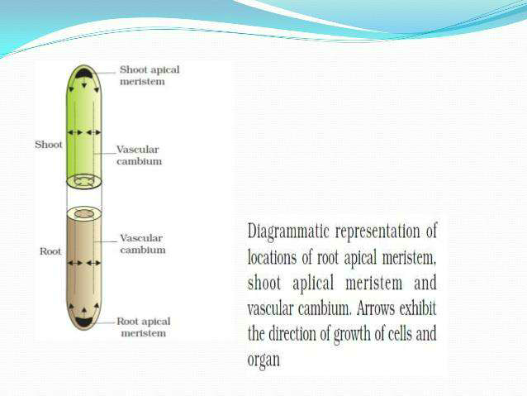 Shoot apical
meristem
Shoot
Vascular
cambium
Vascular
cambium
Root
Root apical
meristem
Diagrammatic representation of
locations of root apical meristem,
shoot aplical meristem and
vascular cambium. Arrows exhibit
the direction of growth of cells and
organ